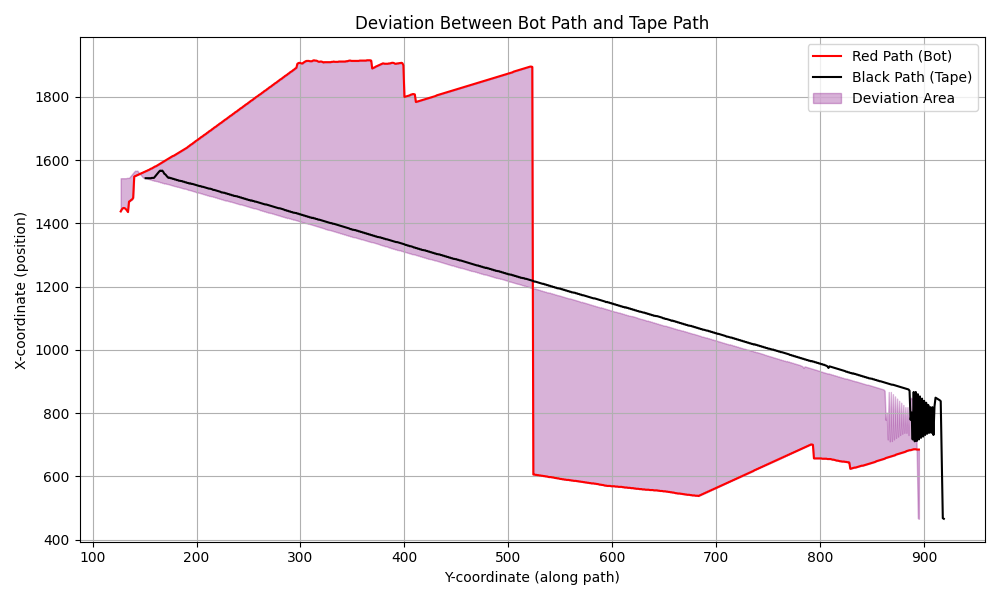 Deviation Between Bot Path and Tape Path
Red Path (Bot)
Black Path (Tape)
Deviation Area
X-coordinate (position)
1800
1600
1400
1200
1000
800
600
400
100 200 300 400 500 600 700 800 900
Y-coordinate (along path)